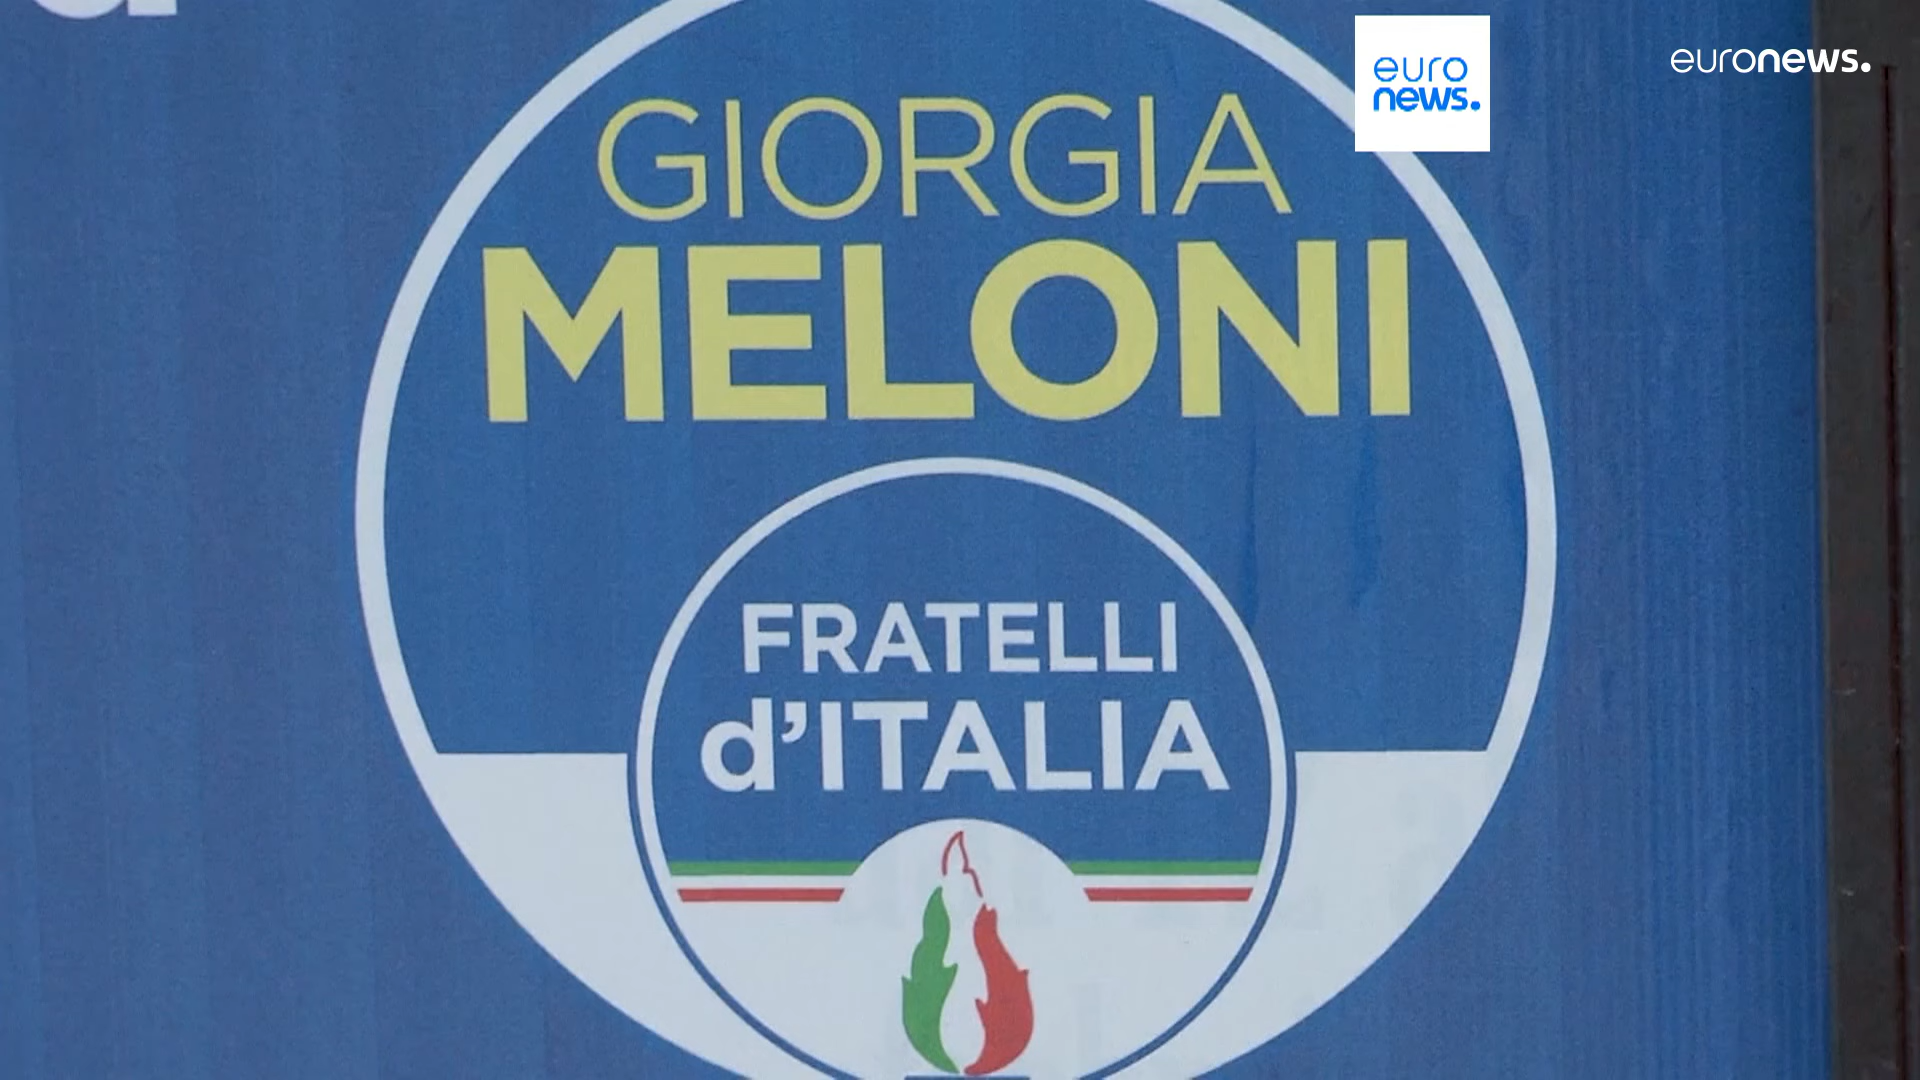 euro
news.
euronews.
GIORGIA
MELONI
FRATELLI
d'ITALIA